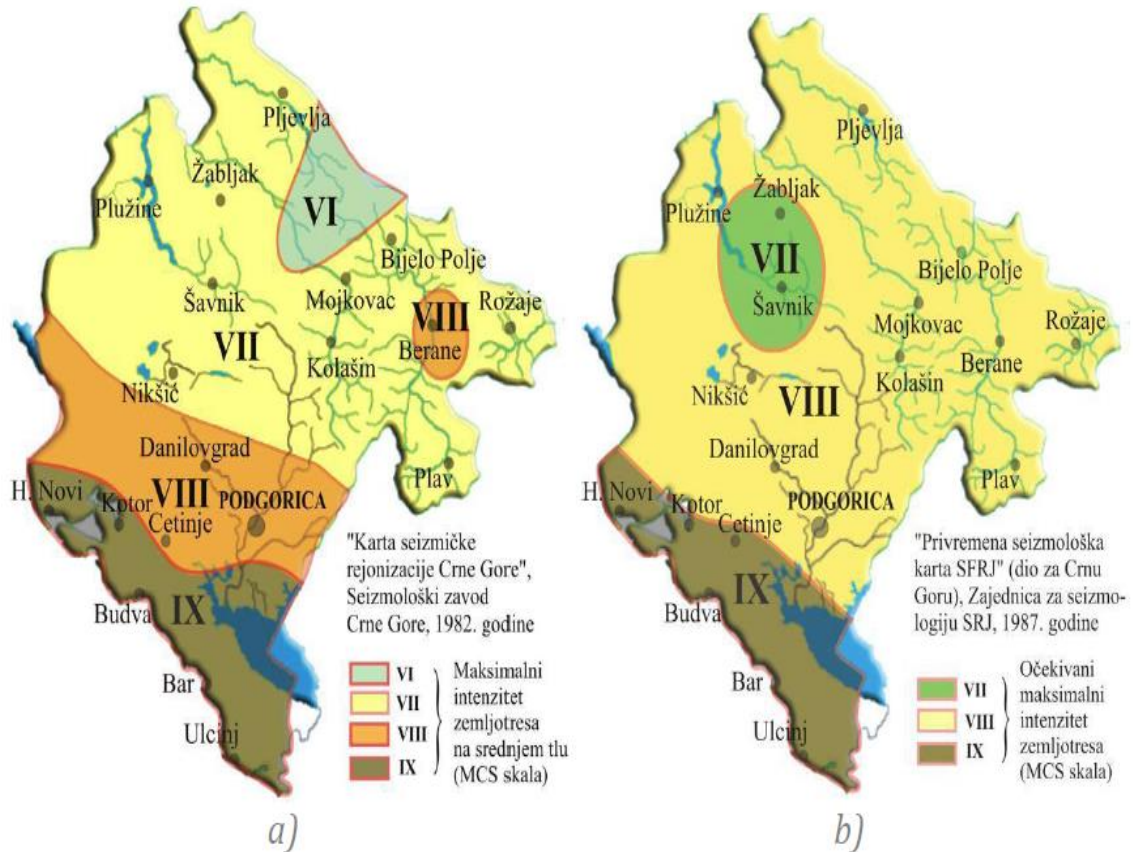 Pljevlja
Žabljak
Plužine
VI
Bijelo Polje
Šavnik
Mojkovac
VIII
Rožaje
VII
Berane
Kolašin
Nikšić
Danilovgrad
Plav
VIII
PODGORICA
H. Novi
Kotor
Cetinje
IX
Budva
Bar
Ulcinj
"Karta seizmičke
rejonizacije Crne Gore",
Seizmološki zavod
Crne Gore, 1982. godine
VI
VII
VIII
IX
Maksimalni
intenzitet
zemljotresa
na srednjem tlu
(MCS skala)
a)
Pljevlja
Žabljak
Plužine
VII
Bijelo Polje
Šavnik
Mojkovac
Rožaje
Berane
Kolašin
Nikšić
VIII
Danilovgrad
Plav
PODGORICA
H. Novi
Kotor
Cetinje
IX
Budva
Bar
Ulcinj
"Privremena seizmološka
karta SFRJ" (dio za Crnu
Goru), Zajednica za seizmo-
logiju SRJ, 1987. godine
VII
VIII
IX
Očekivani
maksimalni
intenzitet
zemljotresa
(MCS skala)
b)